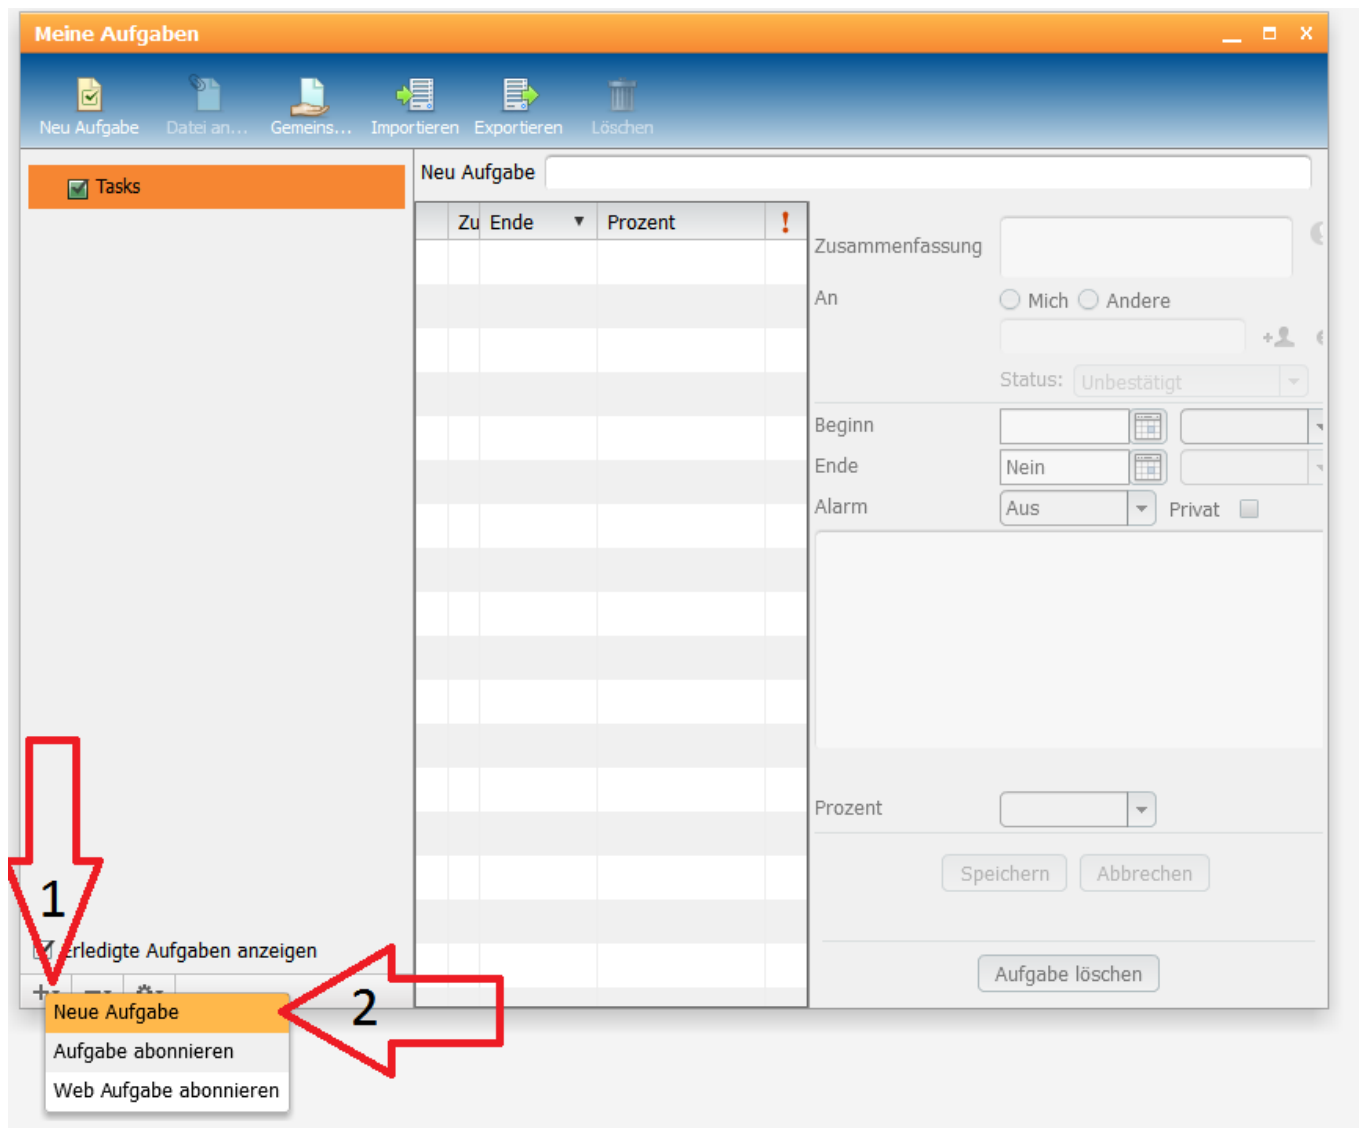 Meine Aufgaben
Neu Aufgabe Datei an... Gemeins... Importieren Exportieren Löschen
Tasks
Neu Aufgabe
Zu Ende Prozent !
Zusammenfassung
An Mich Andere
Status: Unbestätigt
Beginn
Ende Nein
Alarm Aus Privat
Prozent
Speichern Abbrechen
1
Erledigte Aufgaben anzeigen
Aufgabe löschen
2
Neue Aufgabe
Aufgabe abonnieren
Web Aufgabe abonnieren